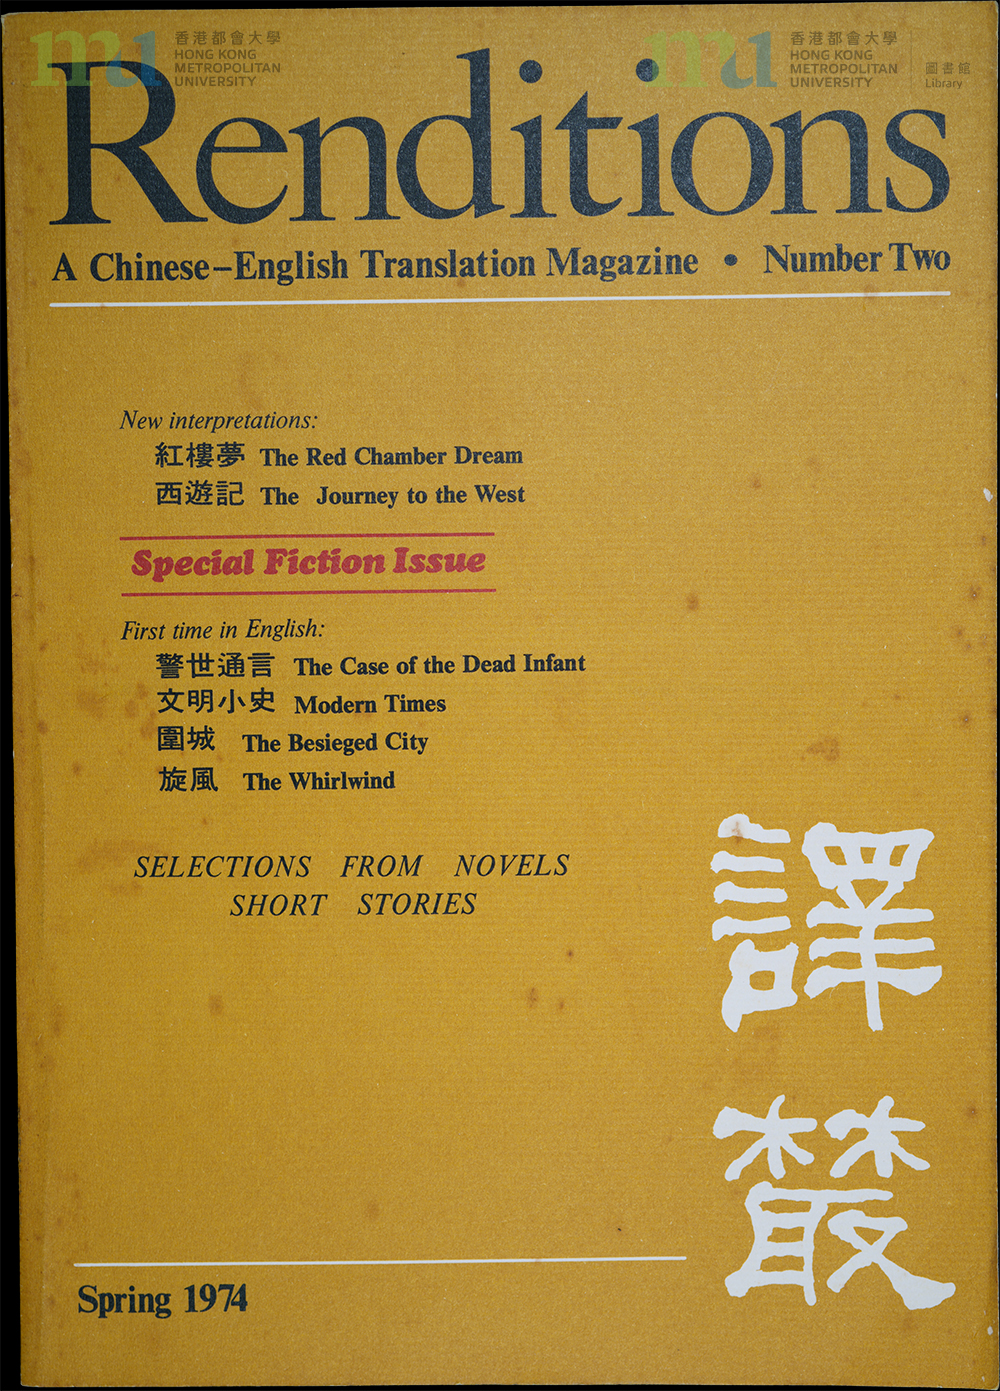 香港都會大學
HONG KONG
METROPOLITAN
UNIVERSITY
香港都會大學
HONG KONG
METROPOLITAN
UNIVERSITY
圖書館
Library
Renditions
A Chinese–English Translation Magazine • Number Two
New interpretations:
紅樓夢 The Red Chamber Dream
西遊記 The Journey to the West
Special Fiction Issue
First time in English:
警世通言 The Case of the Dead Infant
文明小史 Modern Times
圍城 The Besieged City
旋風 The Whirlwind
SELECTIONS FROM NOVELS
SHORT STORIES
譯
叢
Spring 1974